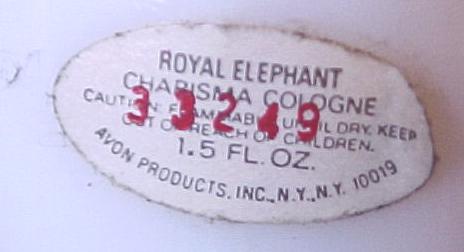 ROYAL ELEPHANT
CHARISMA COLOGNE
33249
CAUTION: FLAMMABLE UNTIL DRY. KEEP
OUT OF REACH OF CHILDREN.
1.5 FL. OZ.
AVON PRODUCTS, INC., N.Y., N.Y. 10019